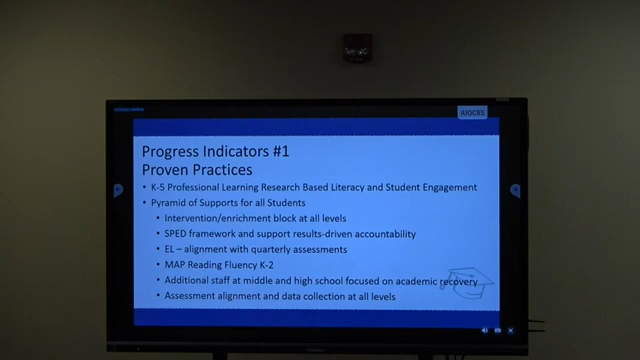 IUOC85
Progress Indicators #1
Proven Practices
• K-5 Professional Learning Research Based Literacy and Student Engagement
• Pyramid of Supports for all Students
• Intervention/enrichment block at all levels
• SPED framework and support results-driven accountability
• EL – alignment with quarterly assessments
• MAP Reading Fluency K-2
• Additional staff at middle and high school focused on academic recovery
• Assessment alignment and data collection at all levels